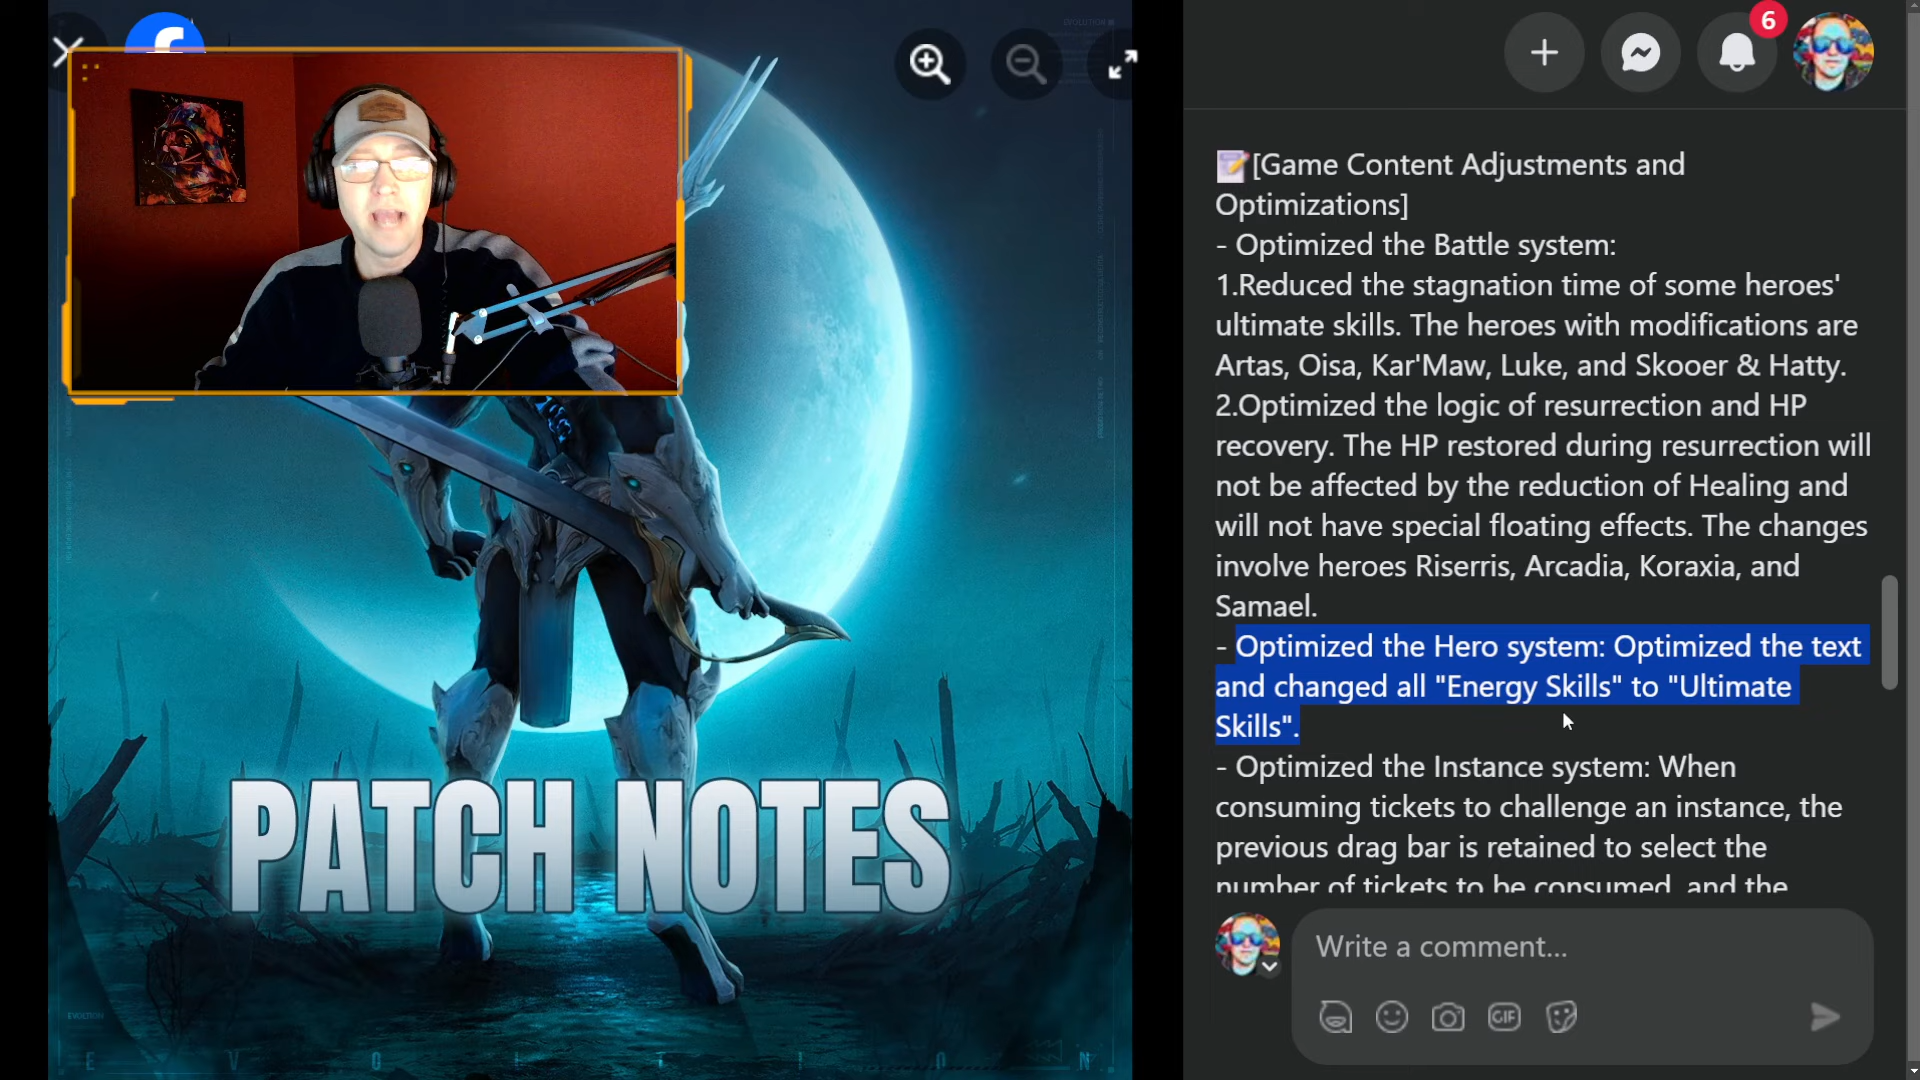 6
[Game Content Adjustments and
Optimizations]
- Optimized the Battle system:
1.Reduced the stagnation time of some heroes'
ultimate skills. The heroes with modifications are
Artas, Oisa, Kar'Maw, Luke, and Skooer & Hatty.
2.Optimized the logic of resurrection and HP
recovery. The HP restored during resurrection will
not be affected by the reduction of Healing and
will not have special floating effects. The changes
involve heroes Riserris, Arcadia, Koraxia, and
Samael.
- Optimized the Hero system: Optimized the text
and changed all "Energy Skills" to "Ultimate
Skills".
- Optimized the Instance system: When
consuming tickets to challenge an instance, the
previous drag bar is retained to select the
number of tickets to be consumed, and the
PATCH NOTES
EVOLUTION
Write a comment...
GIF